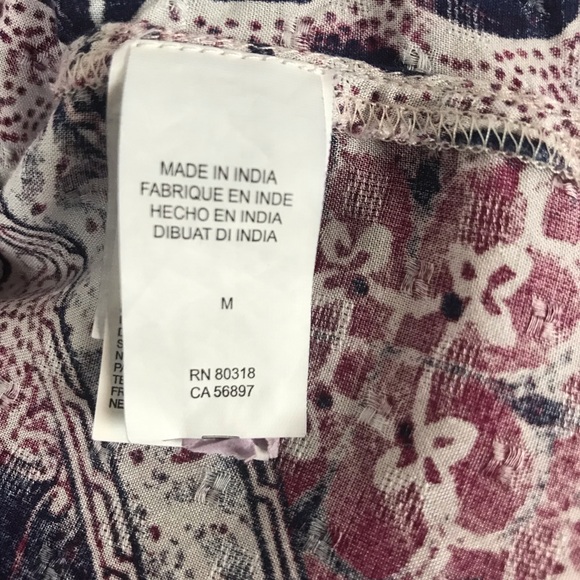 MADE IN INDIA
FABRIQUE EN INDE
HECHO EN INDIA
DIBUAT DI INDIA
M
RN 80318
CA 56897